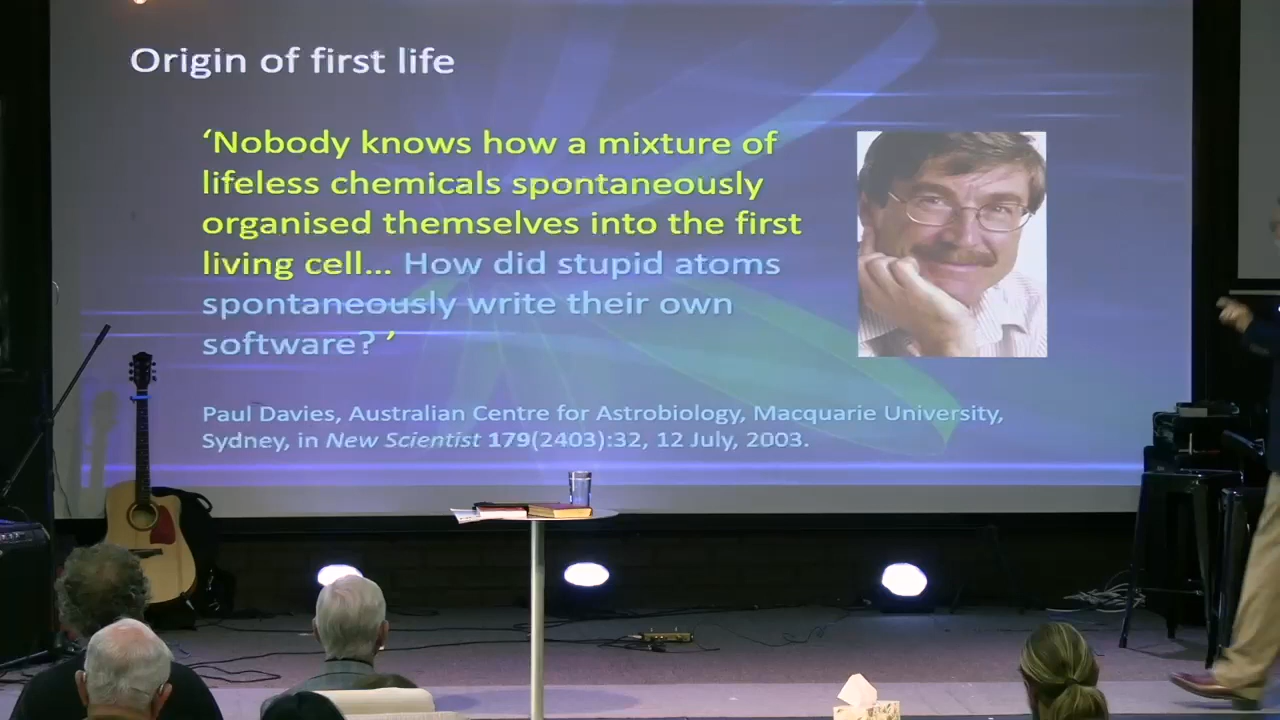 Origin of first life
‘Nobody knows how a mixture of
lifeless chemicals spontaneously
organised themselves into the first
living cell... How did stupid atoms
spontaneously write their own
software? ’
Paul Davies, Australian Centre for Astrobiology, Macquarie University,
Sydney, in New Scientist 179(2403):32, 12 July, 2003.